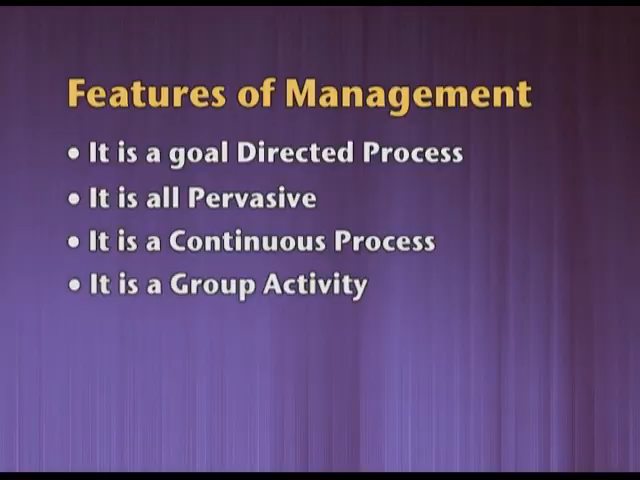 Features of Management
• It is a goal Directed Process
• It is all Pervasive
• It is a Continuous Process
• It is a Group Activity